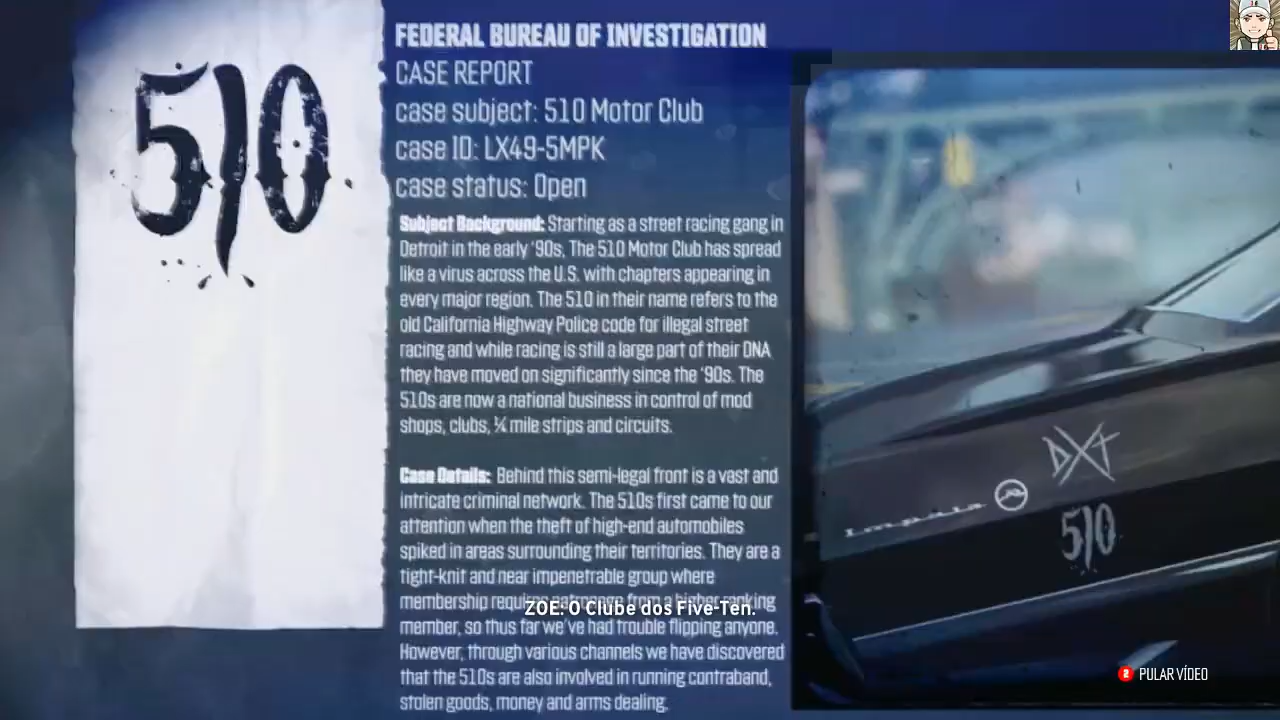 510
FEDERAL BUREAU OF INVESTIGATION
CASE REPORT
case subject: 510 Motor Club
case ID: LX49-5MPK
case status: Open
Subject Background: Starting as a street racing gang in
Detroit in the early '90s, The 510 Motor Club has spread
like a virus across the U.S. with chapters appearing in
every major region. The 510 in their name refers to the
old California Highway Police code for illegal street
racing and while racing is still a large part of their DNA
they have moved on significantly since the '90s. The
510s are now a national business in control of mod
shops, clubs, ¼ mile strips and circuits.
Case Details: Behind this semi-legal front is a vast and
intricate criminal network. The 510s first came to our
attention when the theft of high-end automobiles
spiked in areas surrounding their territories. They are a
tight-knit and near impenetrable group where
membership requires patronage from a higher ranking
ZOE: O Clube dos Five-Ten.
member, so thus far we've had trouble flipping anyone.
However, through various channels we have discovered
that the 510s are also involved in running contraband,
stolen goods, money and arms dealing.
DXT
Impala
510
2 PULAR VÍDEO